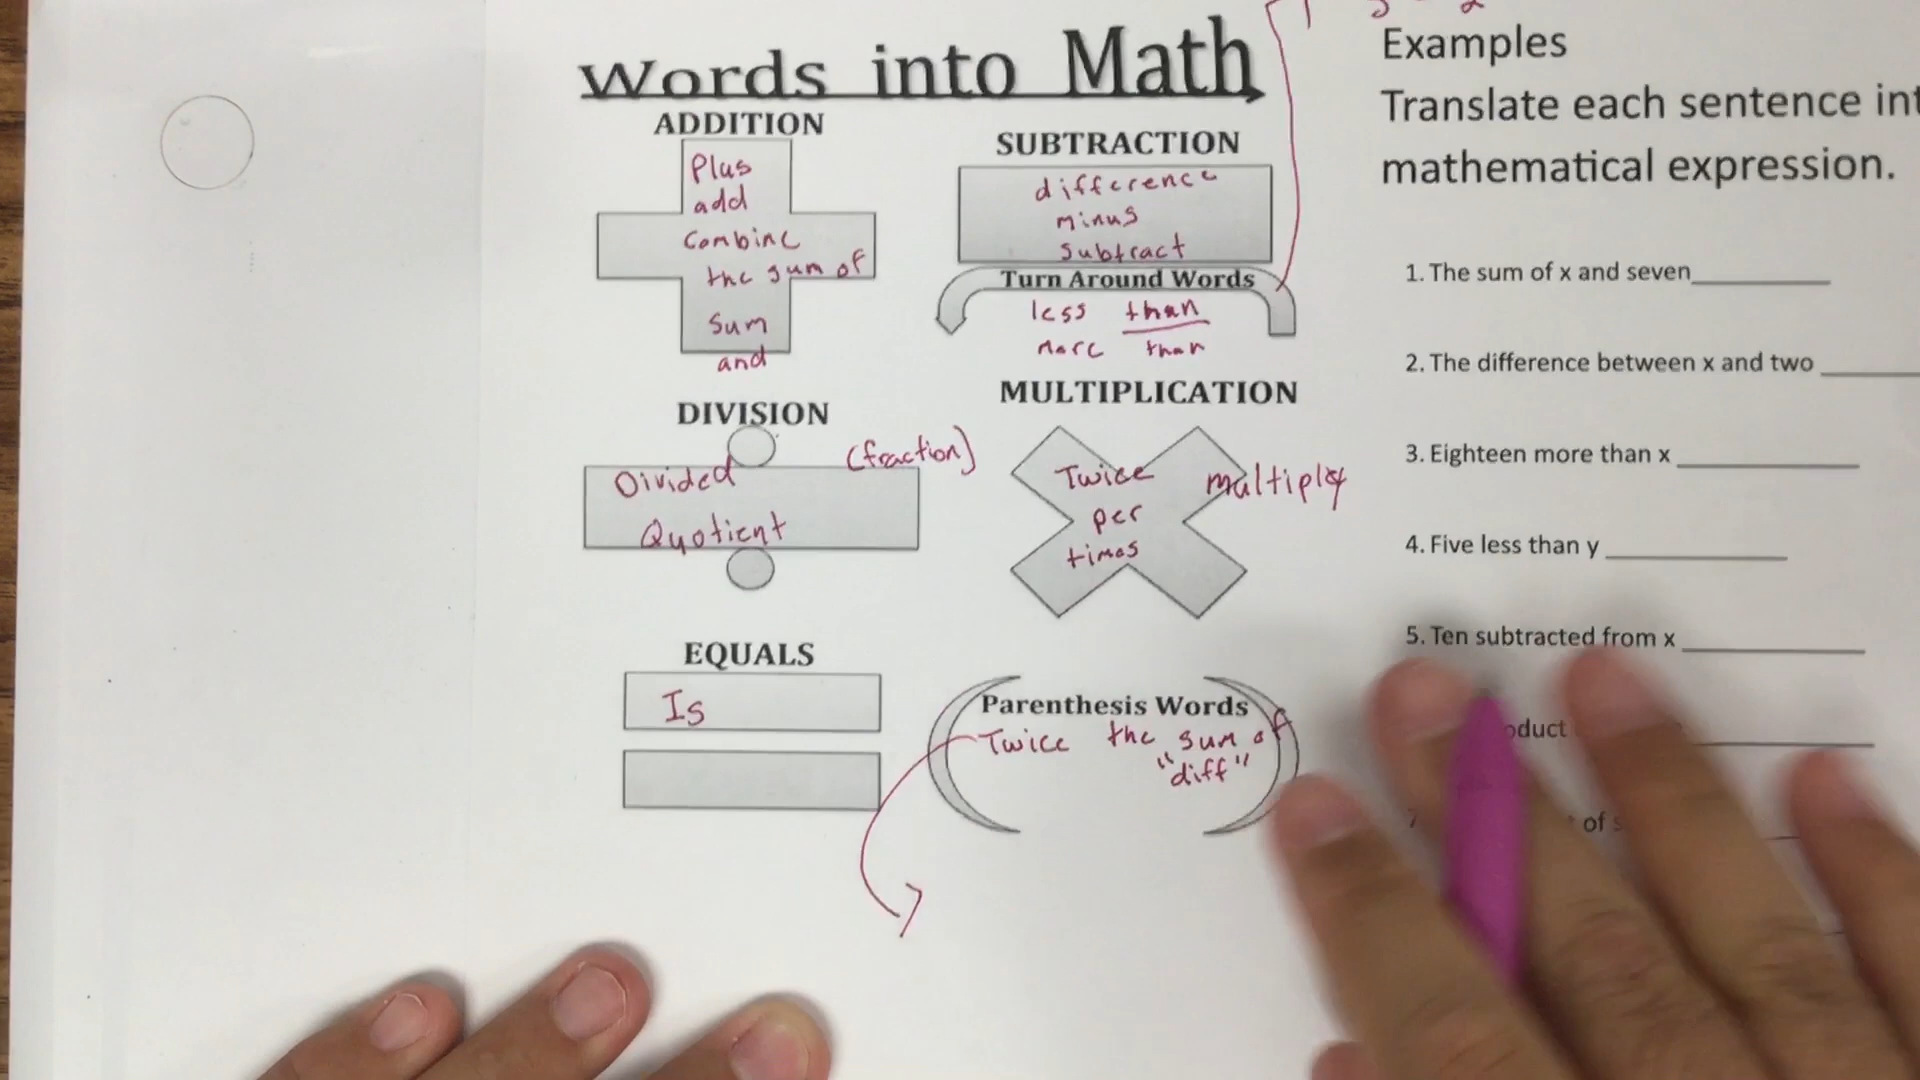 Words into Math
ADDITION
Plus
add
Combine
the sum of
Sum
and
SUBTRACTION
difference
minus
Subtract
Turn Around Words
less than
more than
DIVISION
(fraction)
Divided
Quotient
MULTIPLICATION
Twice
per
times
multiply
EQUALS
Is
Parenthesis Words
Twice the sum of
"diff"
Examples
Translate each sentence
mathematical expression.
1. The sum of x and seven
2. The difference between x and two
3. Eighteen more than x
4. Five less than y
5. Ten subtracted from x
of